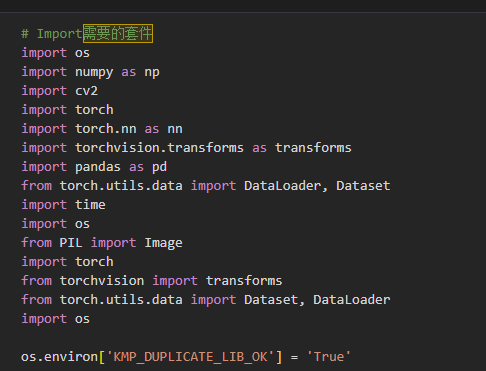 # Import需要的套件
import os
import numpy as np
import cv2
import torch
import torch.nn as nn
import torchvision.transforms as transforms
import pandas as pd
from torch.utils.data import DataLoader, Dataset
import time
import os
from PIL import Image
import torch
from torchvision import transforms
from torch.utils.data import Dataset, DataLoader
import os
os.environ['KMP_DUPLICATE_LIB_OK'] = 'True'